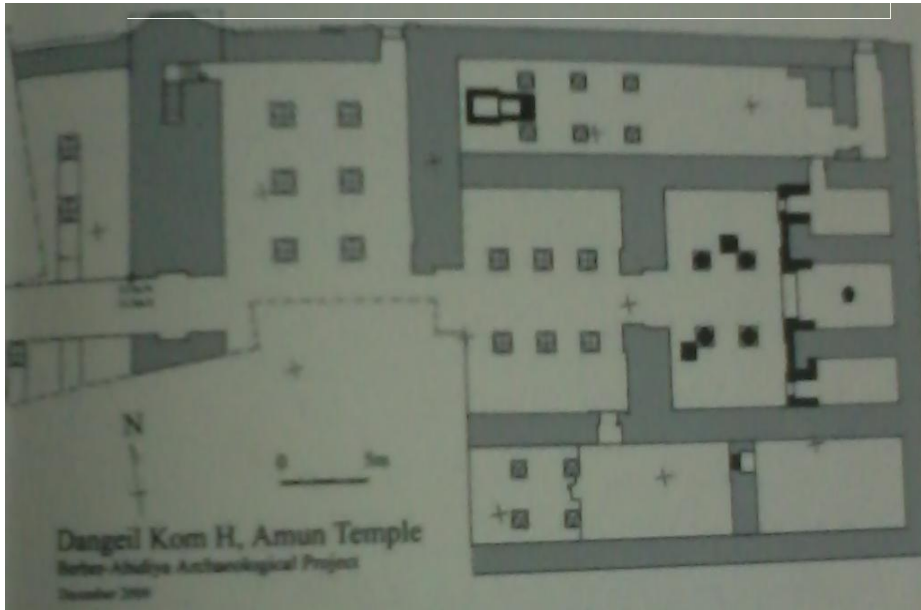 N
0 5m
Dangeil Kom H, Amun Temple
Berber-Abidiya Archaeological Project
December 2009